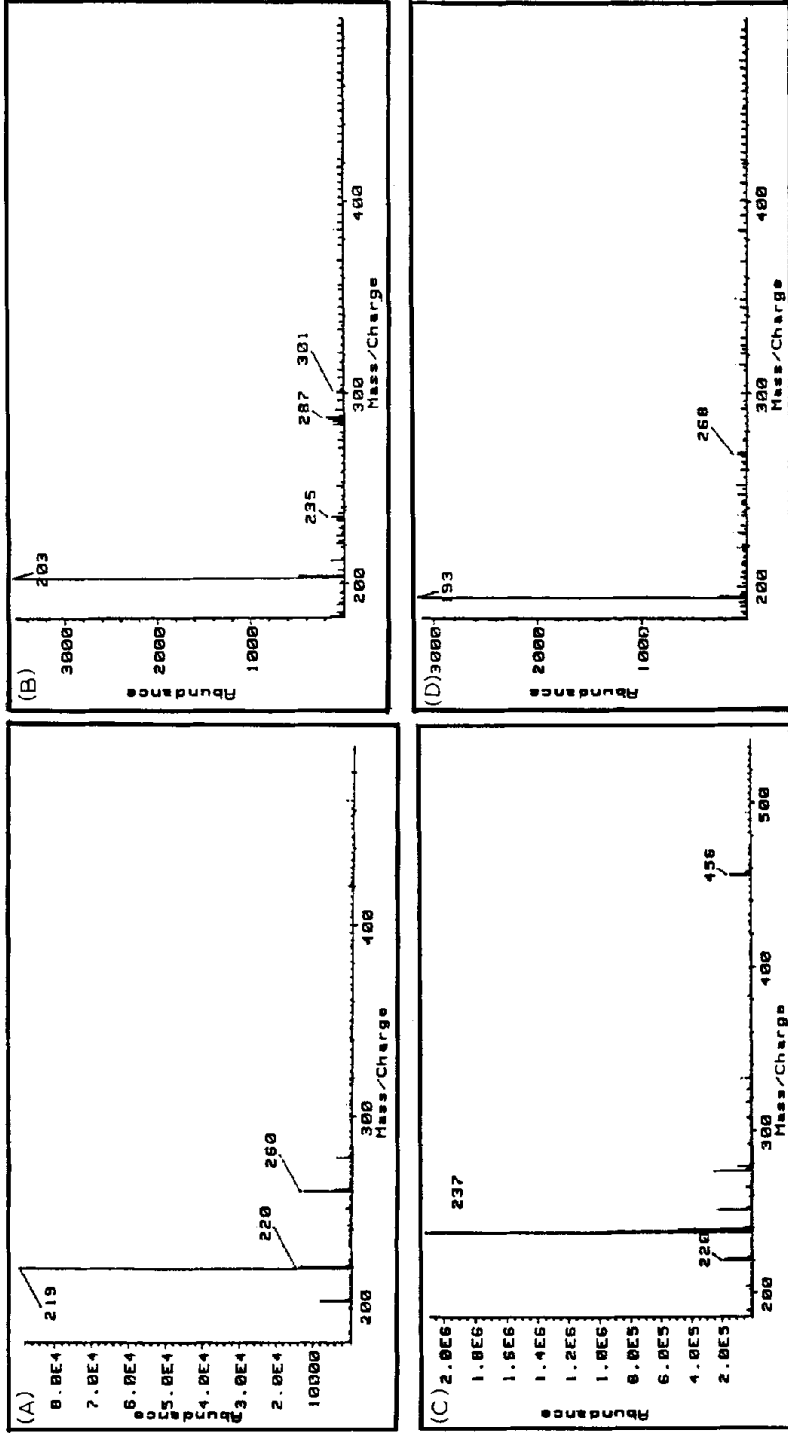 (A)
8.0E4
7.0E4
6.0E4
5.0E4
4.0E4
3.0E4
2.0E4
10000
Abundance
219
220
260
200
300
400
Mass/Charge
(B)
3000
2000
1000
Abundance
203
235
287
301
200
300
400
Mass/Charge
(C)
2.0E6
1.8E6
1.6E6
1.4E6
1.2E6
1.0E6
8.0E5
6.0E5
4.0E5
2.0E5
Abundance
220
237
456
200
300
400
500
Mass/Charge
(D)
3000
2000
1000
Abundance
193
268
200
300
400
Mass/Charge